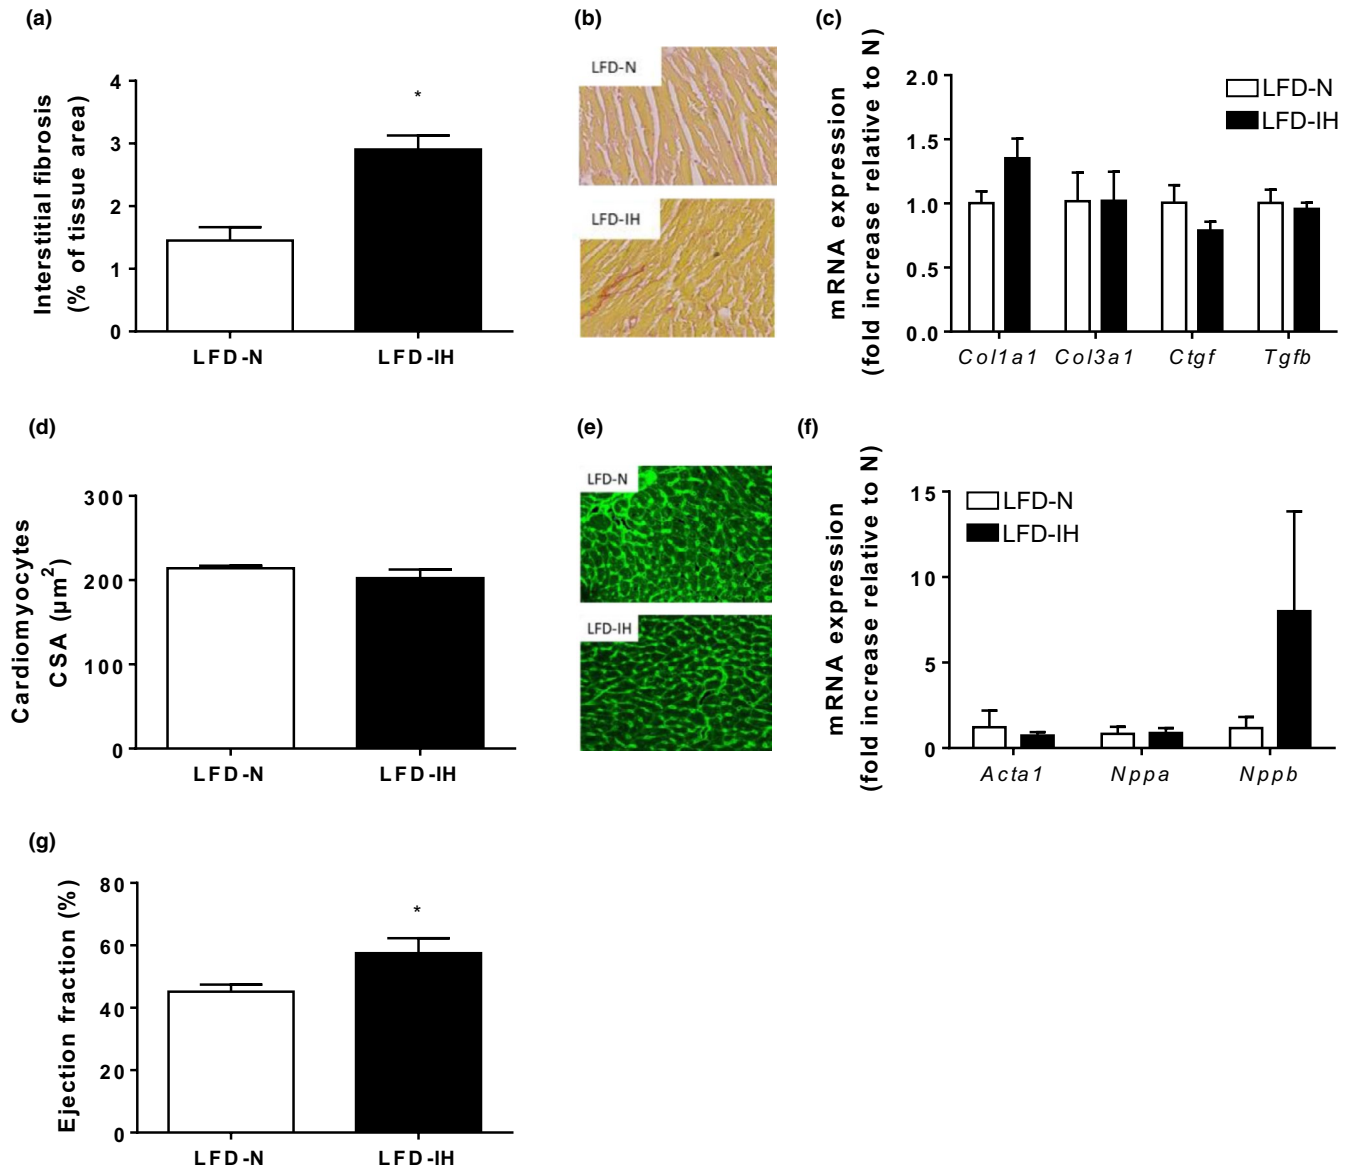 (a)
Interstitial fibrosis
(% of tissue area)
4
3
2
1
0
*
LFD-N
LFD-IH
(b)
LFD-N
LFD-IH
(c)
mRNA expression
(fold increase relative to N)
2.0
1.5
1.0
0.5
0.0
LFD-N
LFD-IH
Col1a1 Col3a1 Ctgf Tgfb
(d)
Cardiomyocytes
CSA (µm²)
300
200
100
0
LFD-N
LFD-IH
(e)
LFD-N
LFD-IH
(f)
mRNA expression
(fold increase relative to N)
15
10
5
0
LFD-N
LFD-IH
Acta1 Nppa Nppb
(g)
Ejection fraction (%)
80
60
40
20
0
*
LFD-N
LFD-IH